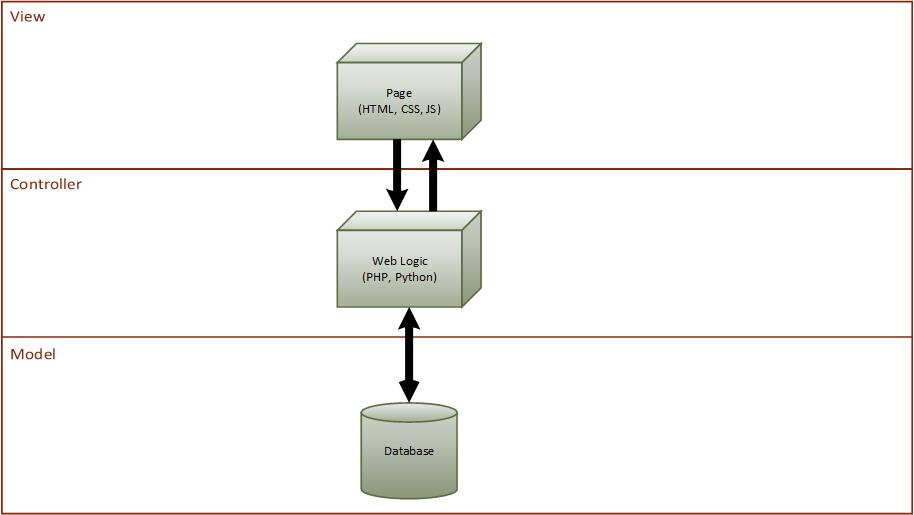 View
Page
(HTML, CSS, JS)
Controller
Web Logic
(PHP, Python)
Model
Database